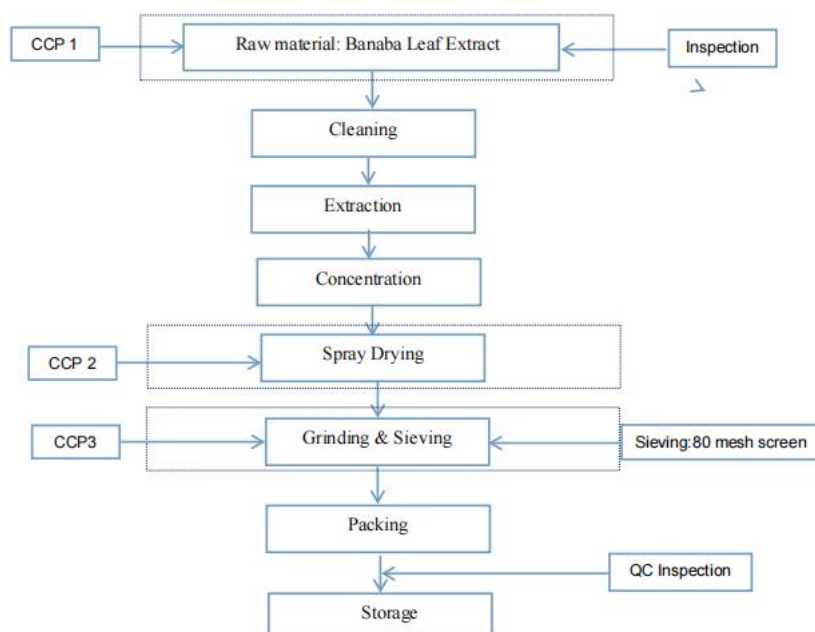 CCP 1
Raw material: Banaba Leaf Extract
Inspection
Cleaning
Extraction
Concentration
CCP 2
Spray Drying
CCP3
Grinding & Sieving
Sieving:80 mesh screen
Packing
QC Inspection
Storage